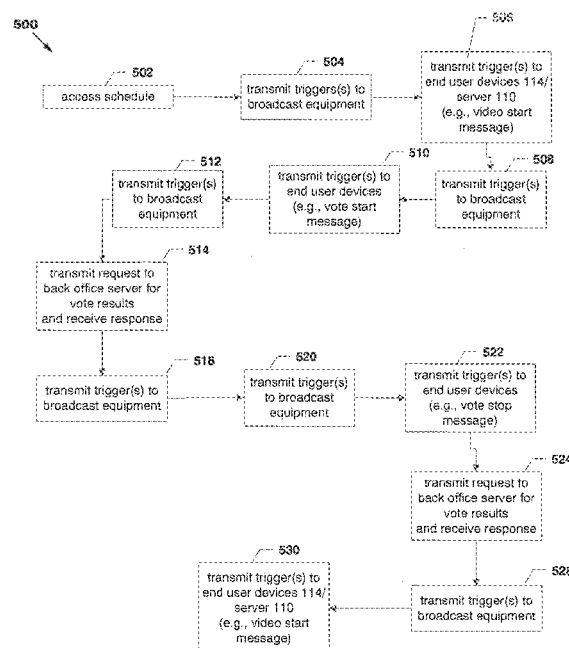 500
502
access schedule
504
transmit triggers(s) to
broadcast equipment
506
transmit trigger(s) to
end user devices 114/
server 110
(e.g., video start
message)
508
transmit trigger(s)
to broadcast
equipment
510
transmit trigger(s) to
end user devices
(e.g., vote start
message)
512
transmit trigger(s)
to broadcast
equipment
514
transmit request to
back office server for
vote results
and receive response
518
transmit trigger(s) to
broadcast equipment
520
transmit trigger(s)
to broadcast
equipment
522
transmit trigger(s) to
end user devices
(e.g., vote stop
message)
524
transmit request to
back office server for
vote results
and receive response
528
transmit trigger(s) to
broadcast equipment
530
transmit trigger(s) to
end user devices 114/
server 110
(e.g., video start
message)